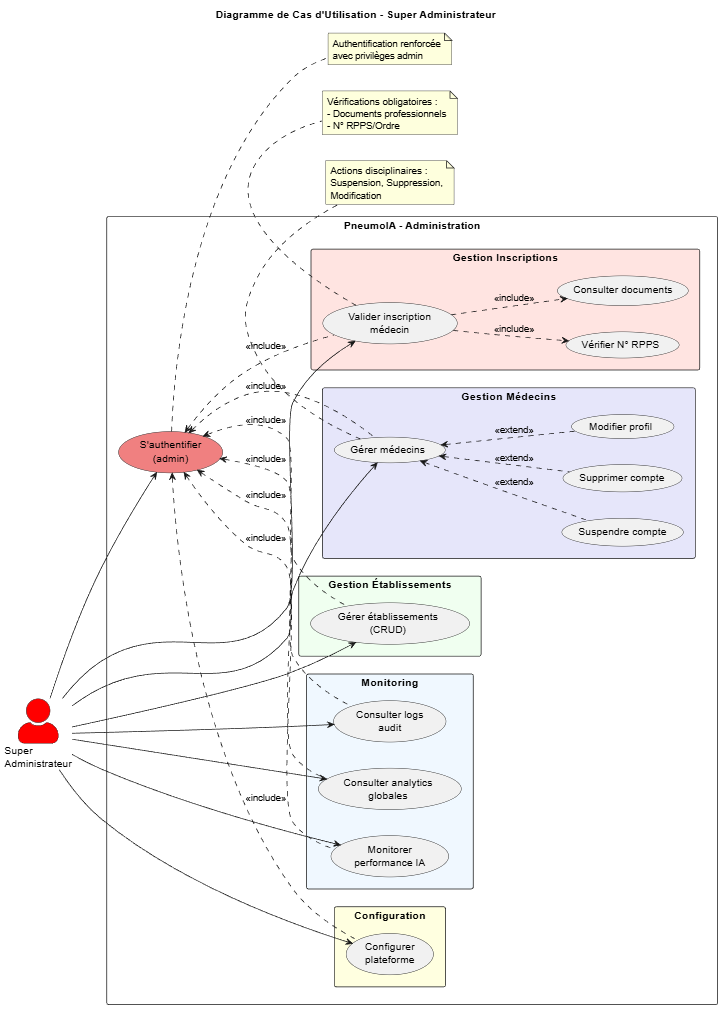 Diagramme de Cas d'Utilisation - Super Administrateur
Authentification renforcée
avec privilèges admin
Vérifications obligatoires :
- Documents professionnels
- N° RPPS/Ordre
Actions disciplinaires :
Suspension, Suppression,
Modification
PneumoIA - Administration
Gestion Inscriptions
Valider inscription
médecin
Consulter documents
Vérifier N° RPPS
«include»
«include»
Gestion Médecins
Gérer médecins
Modifier profil
Supprimer compte
Suspendre compte
«extend»
«extend»
«extend»
S'authentifier
(admin)
«include»
«include»
«include»
«include»
«include»
«include»
«include»
Gestion Établissements
Gérer établissements
(CRUD)
Monitoring
Consulter logs
audit
Consulter analytics
globales
Monitorer
performance IA
Configuration
Configurer
plateforme
Super
Administrateur